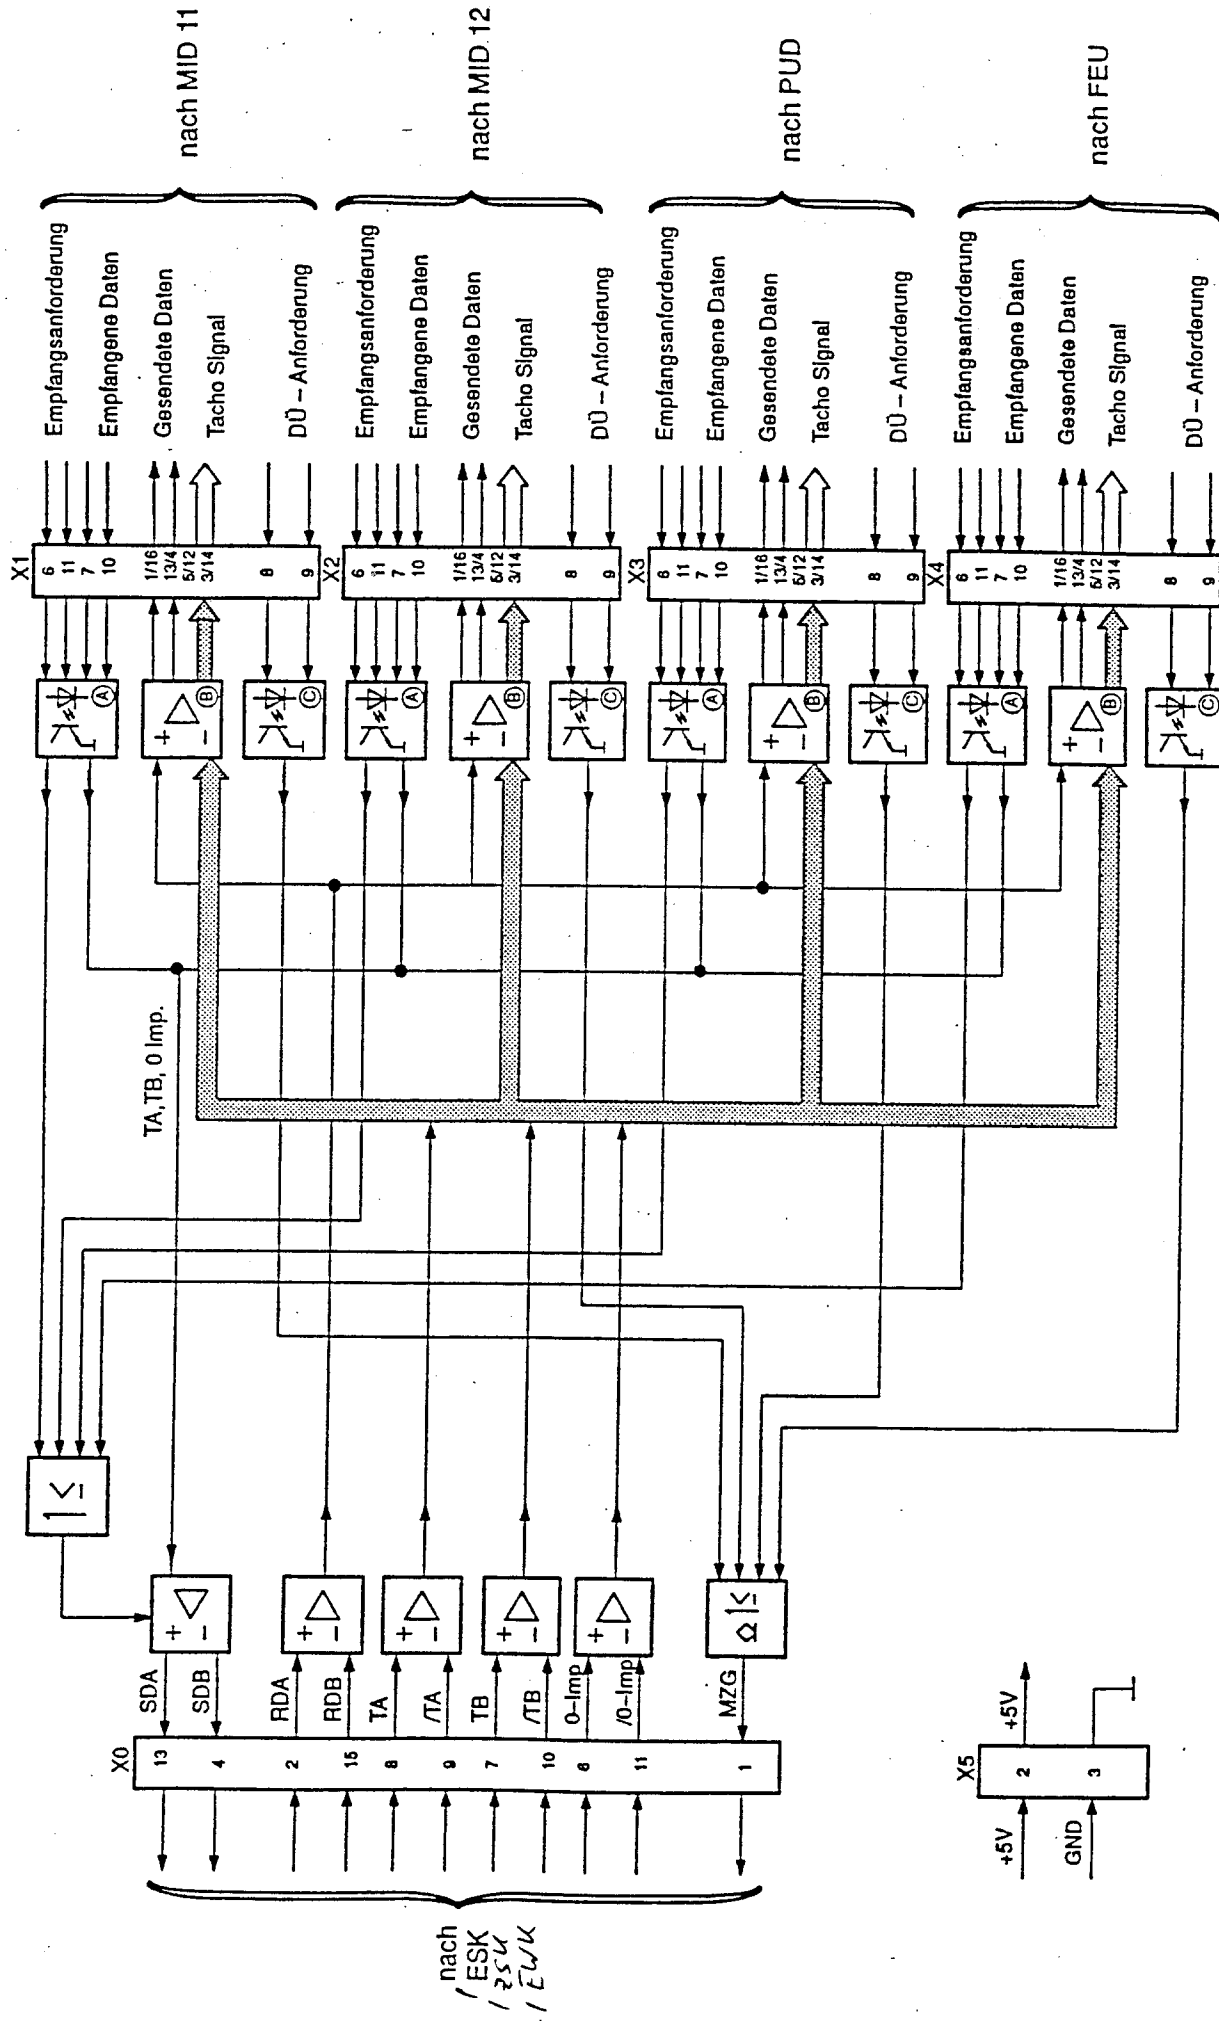 nach MID 11
nach MID 12
nach PUD
nach FEU
Empfangsanforderung
Empfangene Daten
Gesendete Daten
Tacho Signal
DÜ – Anforderung
Empfangsanforderung
Empfangene Daten
Gesendete Daten
Tacho Signal
DÜ – Anforderung
Empfangsanforderung
Empfangene Daten
Gesendete Daten
Tacho Signal
DÜ – Anforderung
Empfangsanforderung
Empfangene Daten
Gesendete Daten
Tacho Signal
DÜ – Anforderung
X1
6
11
7
10
1/16
13/4
5/12
3/14
8
9
X2
6
11
7
10
1/16
13/4
5/12
3/14
8
9
X3
6
11
7
10
1/16
13/4
5/12
3/14
8
9
X4
6
11
7
10
1/16
13/4
5/12
3/14
8
9
A
+
–
B
C
A
+
–
B
C
A
+
–
B
C
A
+
–
B
C
TA, TB, 0 Imp.
1 ≤
+
–
+
–
+
–
+
–
+
–
Ω 1 ≤
SDA
SDB
RDA
RDB
TA
/TA
TB
/TB
0–Imp
/0–Imp
MZG
X0
13
4
2
15
8
9
7
10
6
11
1
nach
/ ESK
/ ZSK
/ EWK
X5
2
3
+5V
+5V
GND